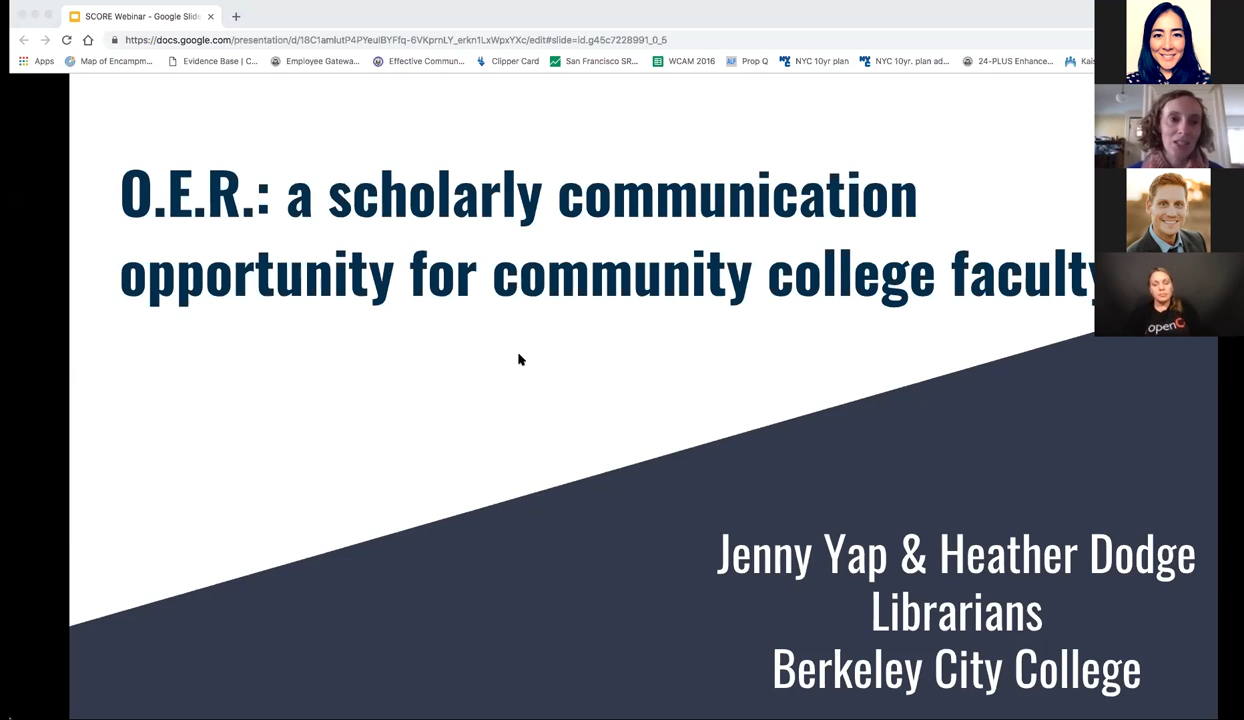 SCORE Webinar - Google Slide
https://docs.google.com/presentation/d/18C1amlutP4PYeulBYFfq-6VKprnLY_erkn1LxWpxYXc/edit#slide=id.g45c7228991_0_5
Apps Map of Encampm... Evidence Base | C... Employee Gatewa... Effective Commun... Clipper Card San Francisco SR... WCAM 2016 Prop Q NYC 10yr plan NYC 10yr. plan ad... 24-PLUS Enhance... Kais
O.E.R.: a scholarly communication
opportunity for community college faculty
openC
Jenny Yap & Heather Dodge
Librarians
Berkeley City College